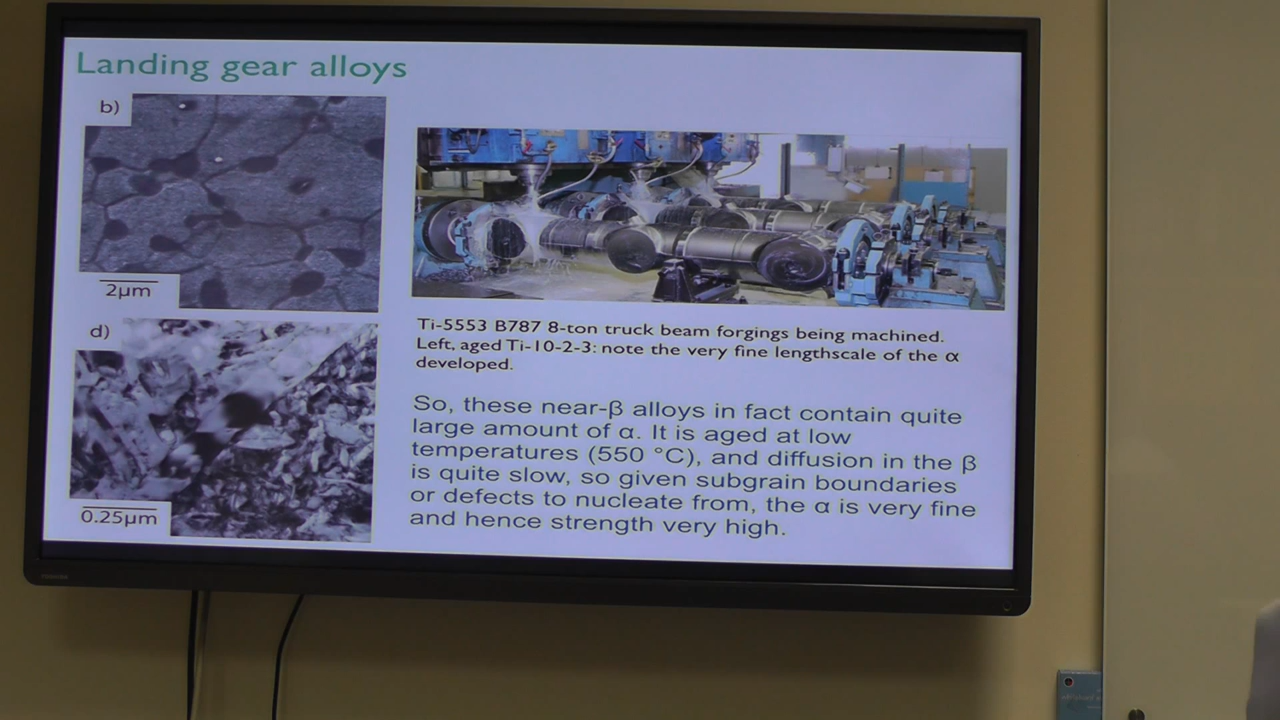 Landing gear alloys
b)
2μm
d)
0.25μm
Ti-5553 B787 8-ton truck beam forgings being machined.
Left, aged Ti-10-2-3: note the very fine lengthscale of the α
developed.
So, these near-β alloys in fact contain quite
large amount of α. It is aged at low
temperatures (550 °C), and diffusion in the β
is quite slow, so given subgrain boundaries
or defects to nucleate from, the α is very fine
and hence strength very high.